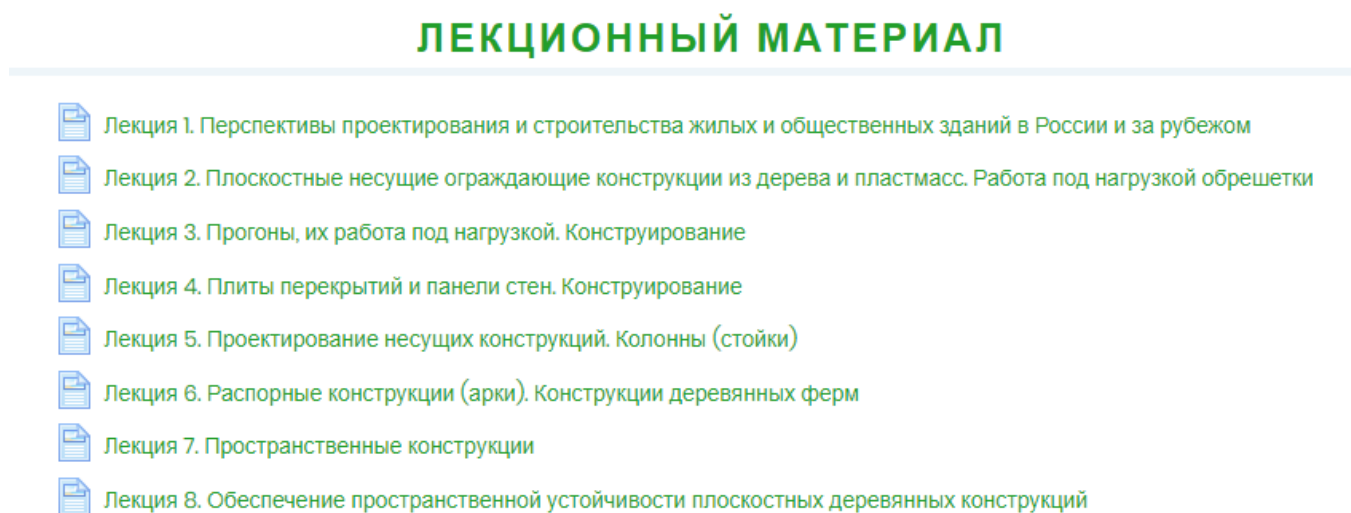 ЛЕКЦИОННЫЙ МАТЕРИАЛ
Лекция 1. Перспективы проектирования и строительства жилых и общественных зданий в России и за рубежом
Лекция 2. Плоскостные несущие ограждающие конструкции из дерева и пластмасс. Работа под нагрузкой обрешетки
Лекция 3. Прогоны, их работа под нагрузкой. Конструирование
Лекция 4. Плиты перекрытий и панели стен. Конструирование
Лекция 5. Проектирование несущих конструкций. Колонны (стойки)
Лекция 6. Распорные конструкции (арки). Конструкции деревянных ферм
Лекция 7. Пространственные конструкции
Лекция 8. Обеспечение пространственной устойчивости плоскостных деревянных конструкций